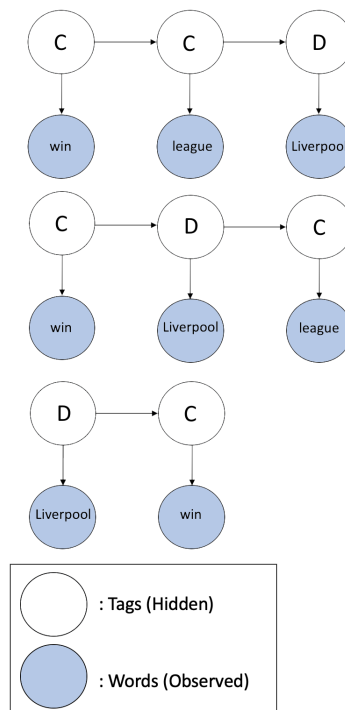 C C D
win league Liverpool
C D C
win Liverpool league
D C
Liverpool win
: Tags (Hidden)
: Words (Observed)